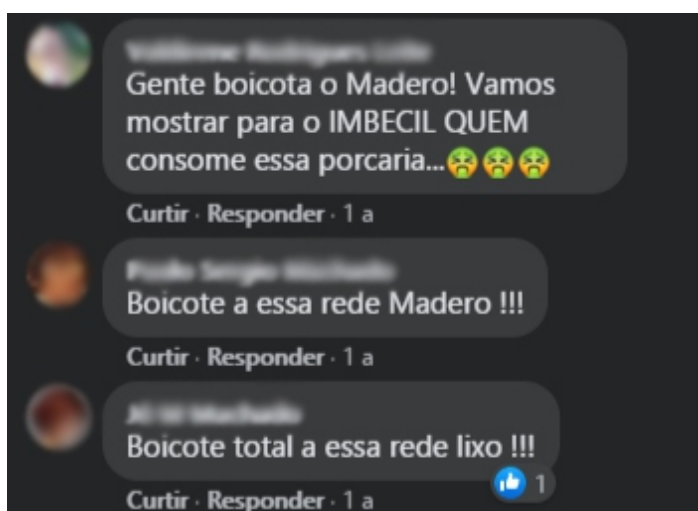 Gente boicota o Madero! Vamos
mostrar para o IMBECIL QUEM
consome essa porcaria...🤮🤮🤮
Curtir · Responder · 1 a
Boicote a essa rede Madero !!!
Curtir · Responder · 1 a
Boicote total a essa rede lixo !!!
1
Curtir · Responder · 1 a